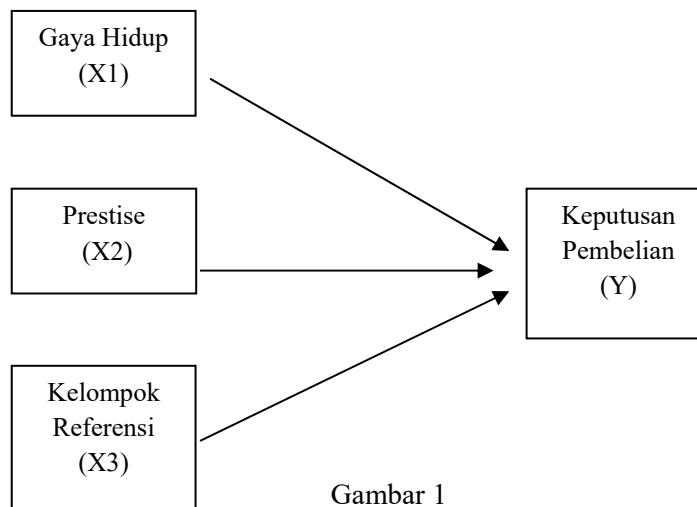 Gaya Hidup
(X1)
Prestise
(X2)
Keputusan
Pembelian
(Y)
Kelompok
Referensi
(X3)
Gambar 1